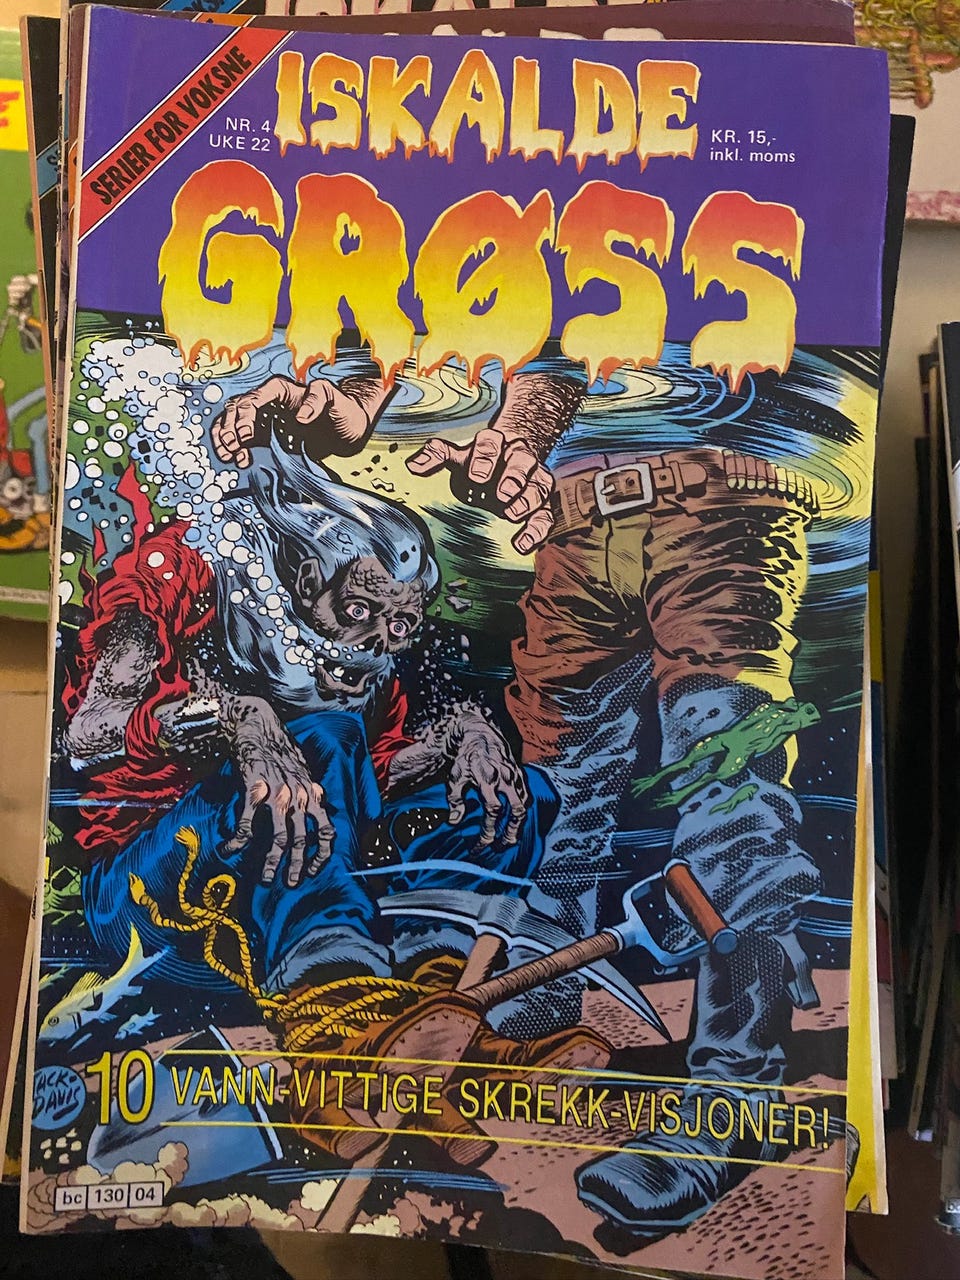 ISKALDE
SERIER FOR VOKSNE
ISKALDE
NR. 4
UKE 22
KR. 15,-
inkl. moms
GRØSS
JACK-
DAVIS
10 VANN-VITTIGE SKREKK-VISJONER!
bc 130 04